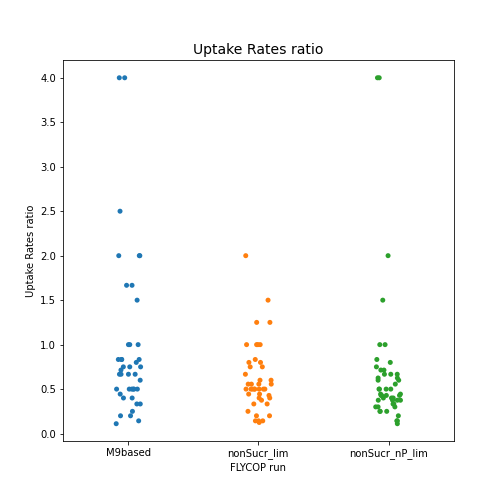 Uptake Rates ratio
Uptake Rates ratio
4.0
3.5
3.0
2.5
2.0
1.5
1.0
0.5
0.0
M9based
nonSucr_lim
nonSucr_nP_lim
FLYCOP run